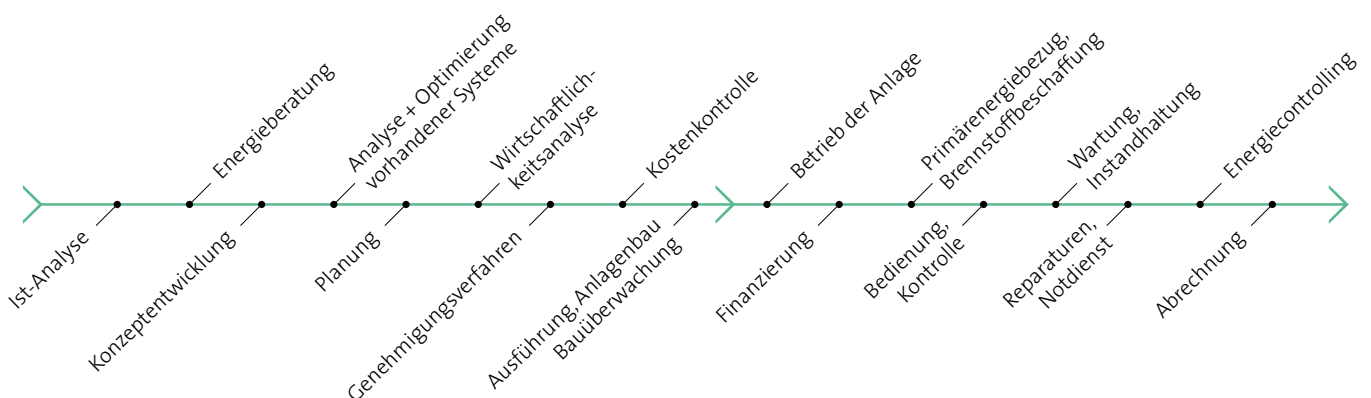 Ist-Analyse
Energieberatung
Konzeptentwicklung
Analyse + Optimierung
vorhandener Systeme
Planung
Wirtschaftlich-
keitsanalyse
Genehmigungsverfahren
Kostenkontrolle
Ausführung, Anlagenbau
Bauüberwachung
Betrieb der Anlage
Finanzierung
Primärenergiebezug,
Brennstoffbeschaffung
Bedienung,
Kontrolle
Wartung,
Instandhaltung
Reparaturen,
Notdienst
Energiecontrolling
Abrechnung